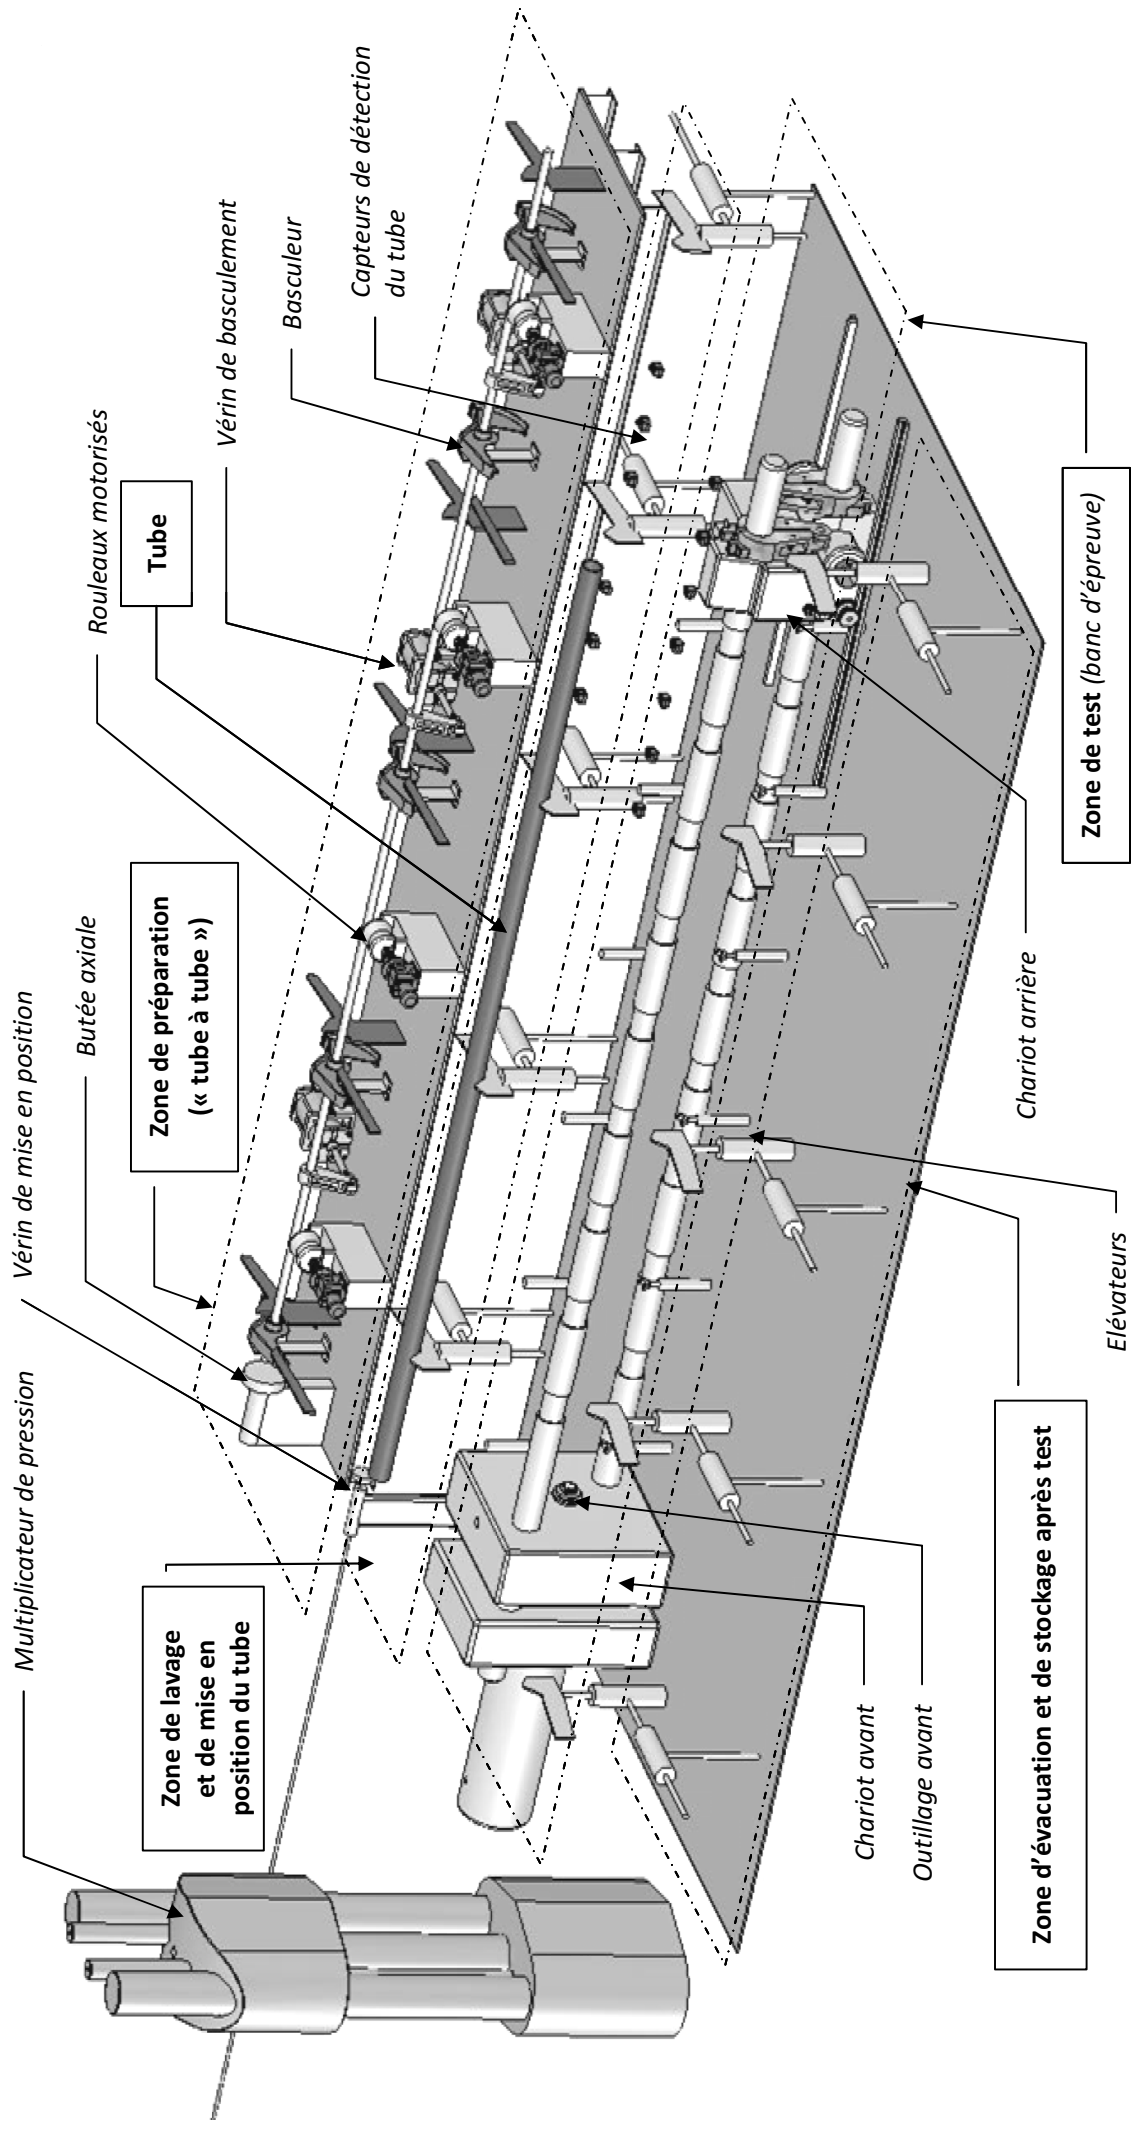 Multiplicateur de pression
Vérin de mise en position
Butée axiale
Rouleaux motorisés
Vérin de basculement
Basculeur
Capteurs de détection
du tube
Tube
Zone de préparation
(« tube à tube »)
Zone de lavage
et de mise en
position du tube
Chariot avant
Outillage avant
Chariot arrière
Elévateurs
Zone de test (banc d’épreuve)
Zone d’évacuation et de stockage après test